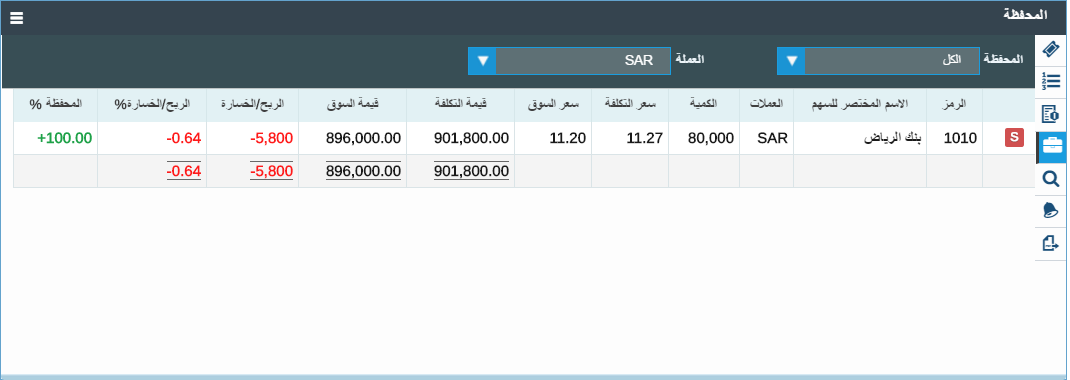 المحفظة
المحفظة الكل العملة SAR
الرمز الاسم المختصر للسهم العملات الكمية سعر التكلفة سعر السوق قيمة التكلفة قيمة السوق الربح/الخسارة الربح/الخسارة% المحفظة %
S 1010 بنك الرياض SAR 80,000 11.27 11.20 901,800.00 896,000.00 -5,800 -0.64 +100.00
901,800.00 896,000.00 -5,800 -0.64